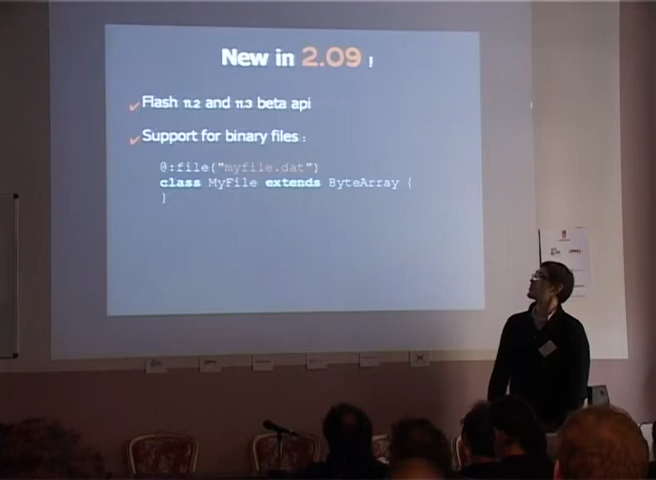 New in 2.09 !
Flash 11.2 and 11.3 beta api
Support for binary files :
@:file("myfile.dat")
class MyFile extends ByteArray {
}